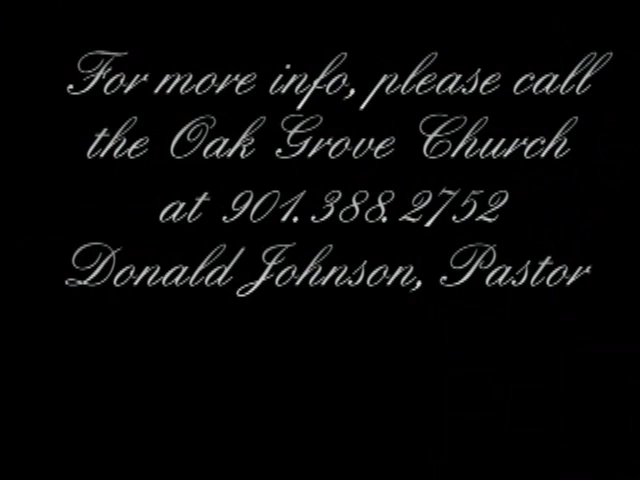 For more info, please call
the Oak Grove Church
at 901.388.2752
Donald Johnson, Pastor